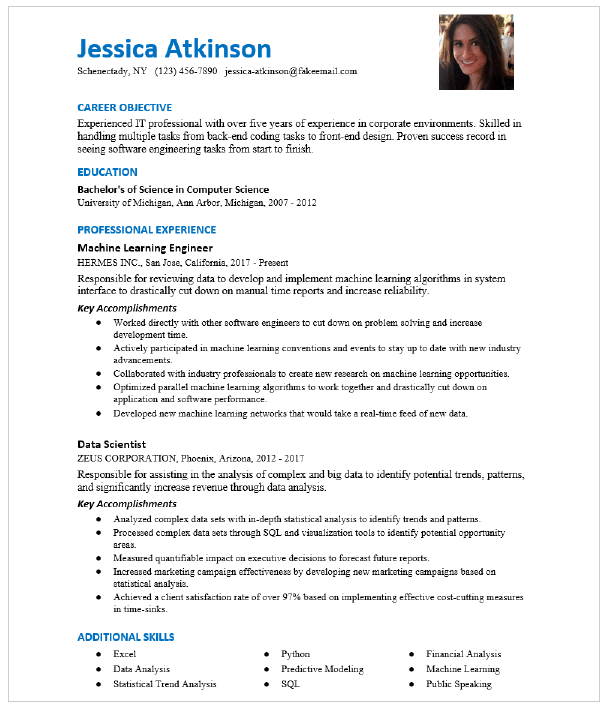 Jessica Atkinson
Schenectady, NY (123) 456-7890 jessica-atkinson@fakeemail.com
CAREER OBJECTIVE
Experienced IT professional with over five years of experience in corporate environments. Skilled in
handling multiple tasks from back-end coding tasks to front-end design. Proven success record in
seeing software engineering tasks from start to finish.
EDUCATION
Bachelor's of Science in Computer Science
University of Michigan, Ann Arbor, Michigan, 2007 - 2012
PROFESSIONAL EXPERIENCE
Machine Learning Engineer
HERMES INC., San Jose, California, 2017 - Present
Responsible for reviewing data to develop and implement machine learning algorithms in system
interface to drastically cut down on manual time reports and increase reliability.
Key Accomplishments
● Worked directly with other software engineers to cut down on problem solving and increase
development time.
● Actively participated in machine learning conventions and events to stay up to date with new industry
advancements.
● Collaborated with industry professionals to create new research on machine learning opportunities.
● Optimized parallel machine learning algorithms to work together and drastically cut down on
application and software performance.
● Developed new machine learning networks that would take a real-time feed of new data.
Data Scientist
ZEUS CORPORATION, Phoenix, Arizona, 2012 - 2017
Responsible for assisting in the analysis of complex and big data to identify potential trends, patterns,
and significantly increase revenue through data analysis.
Key Accomplishments
● Analyzed complex data sets with in-depth statistical analysis to identify trends and patterns.
● Processed complex data sets through SQL and visualization tools to identify potential opportunity
areas.
● Measured quantifiable impact on executive decisions to forecast future reports.
● Increased marketing campaign effectiveness by developing new marketing campaigns based on
statistical analysis.
● Achieved a client satisfaction rate of over 97% based on implementing effective cost-cutting measures
in time-sinks.
ADDITIONAL SKILLS
● Excel ● Python ● Financial Analysis
● Data Analysis ● Predictive Modeling ● Machine Learning
● Statistical Trend Analysis ● SQL ● Public Speaking